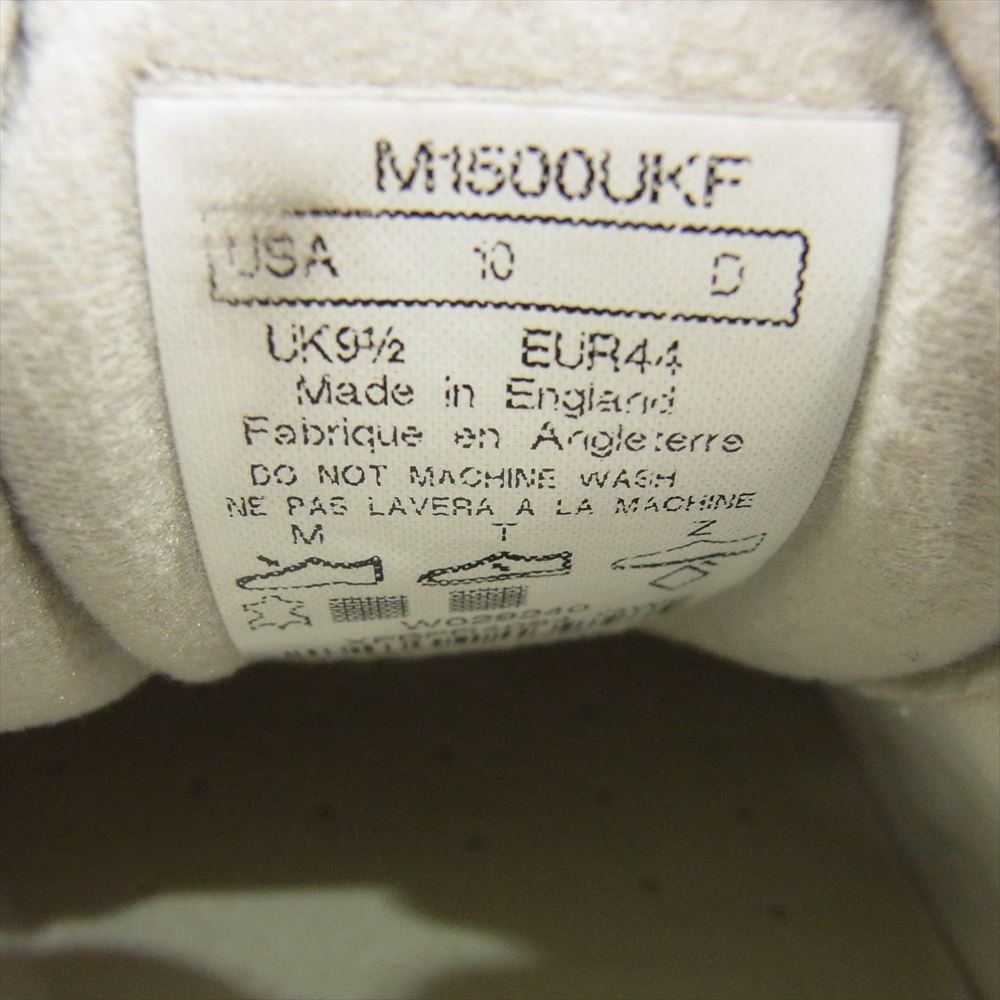 M1500UKF
USA 10 D
UK9½ EUR44
Made in England
Fabrique en Angleterre
DO NOT MACHINE WASH
NE PAS LAVERA A LA MACHINE
M T Z
W029240